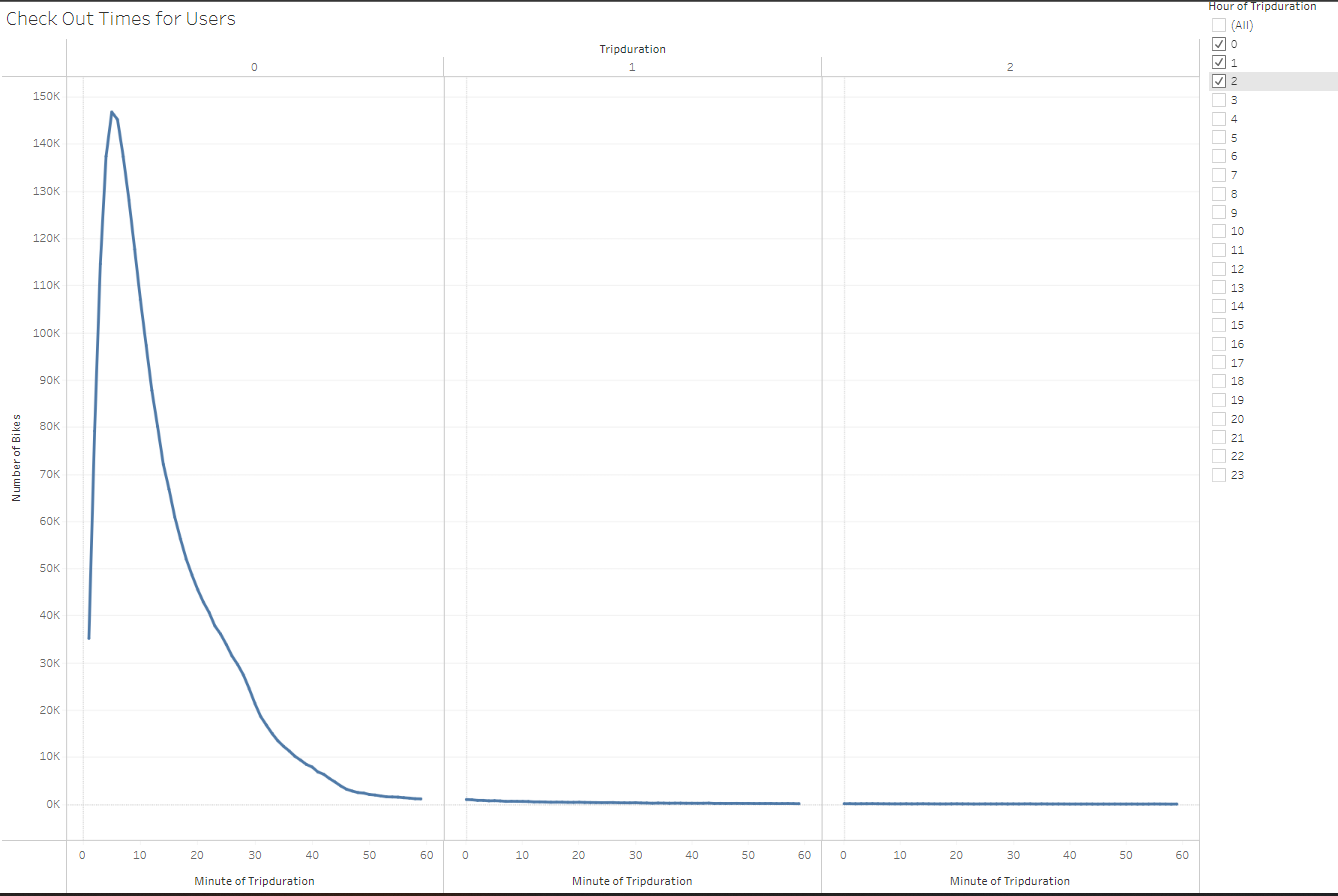 Check Out Times for Users
Tripduration
0 1 2
150K
140K
130K
120K
110K
100K
90K
80K
70K
60K
50K
40K
30K
20K
10K
0K
Number of Bikes
0 10 20 30 40 50 60 0 10 20 30 40 50 60 0 10 20 30 40 50 60
Minute of Tripduration Minute of Tripduration Minute of Tripduration
Hour of Tripduration
(All)
0
1
2
3
4
5
6
7
8
9
10
11
12
13
14
15
16
17
18
19
20
21
22
23